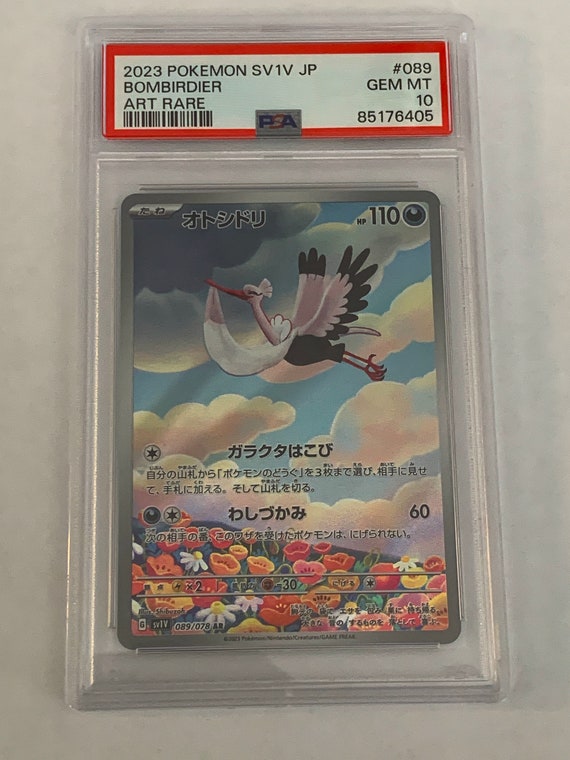 2023 POKEMON SV1V JP #089
BOMBIRDIER GEM MT
ART RARE 10
PSA 85176405
たね オトシドリ HP 110
ガラクタはこび
自分の山札から「ポケモンのどうぐ」を3枚まで選び、相手に見せ
て、手札に加える。そして山札を切る。
わしづかみ 60
次の相手の番、このワザを受けたポケモンは、にげられない。
×2 -30 にげる
G sv1V 089/078 AR
©2023 Pokémon/Nintendo/Creatures/GAME FREAK